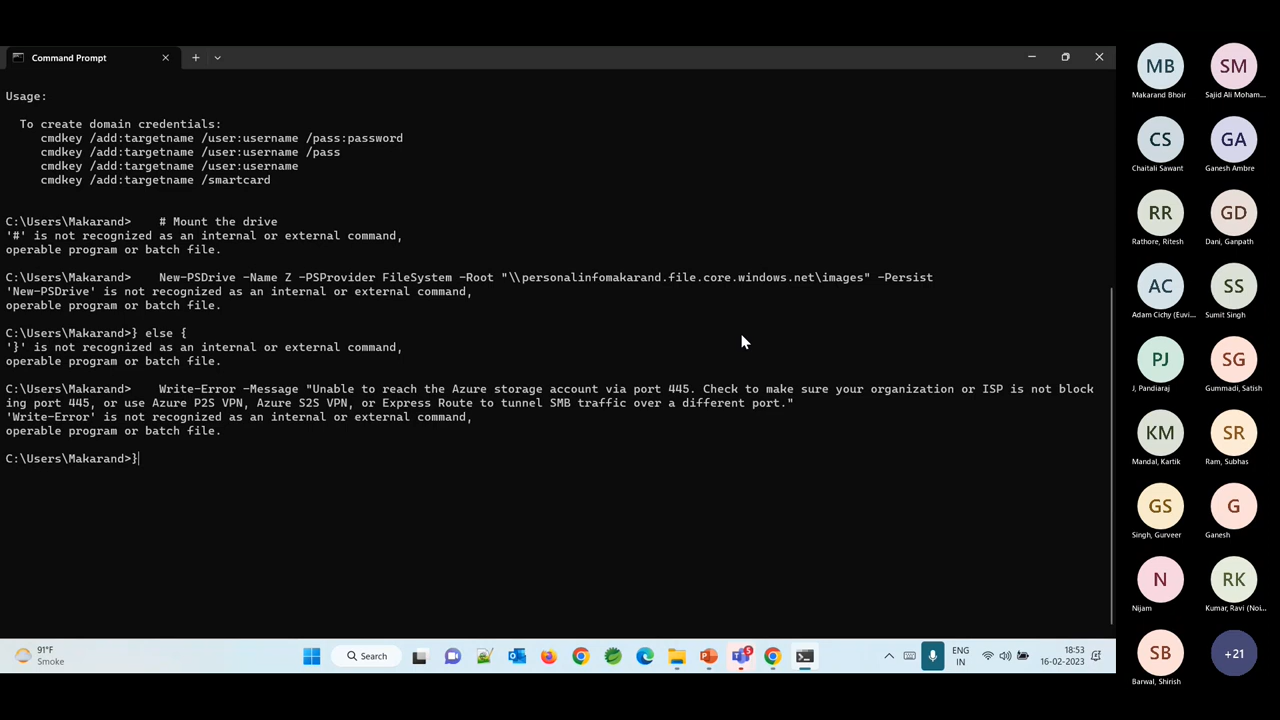 Command Prompt
Usage:
To create domain credentials:
cmdkey /add:targetname /user:username /pass:password
cmdkey /add:targetname /user:username /pass
cmdkey /add:targetname /user:username
cmdkey /add:targetname /smartcard
C:\Users\Makarand>    # Mount the drive
'#' is not recognized as an internal or external command,
operable program or batch file.
C:\Users\Makarand>    New-PSDrive -Name Z -PSProvider FileSystem -Root "\\personalinfomakarand.file.core.windows.net\images" -Persist
'New-PSDrive' is not recognized as an internal or external command,
operable program or batch file.
C:\Users\Makarand>} else {
'}' is not recognized as an internal or external command,
operable program or batch file.
C:\Users\Makarand>    Write-Error -Message "Unable to reach the Azure storage account via port 445. Check to make sure your organization or ISP is not block
ing port 445, or use Azure P2S VPN, Azure S2S VPN, or Express Route to tunnel SMB traffic over a different port."
'Write-Error' is not recognized as an internal or external command,
operable program or batch file.
C:\Users\Makarand>}
91°F
Smoke
Search
5
ENG
IN
18:53
16-02-2023
MB
Makarand Bhoir
SM
Sajid Ali Moham...
CS
Chaitali Sawant
GA
Ganesh Ambre
RR
Rathore, Ritesh
GD
Dani, Ganpath
AC
Adam Cichy (Euvi...
SS
Sumit Singh
PJ
J, Pandiaraj
SG
Gummadi, Satish
KM
Mandal, Kartik
SR
Ram, Subhas
GS
Singh, Gurveer
G
Ganesh
N
Nijam
RK
Kumar, Ravi (Noi...
SB
Barwal, Shirish
+21